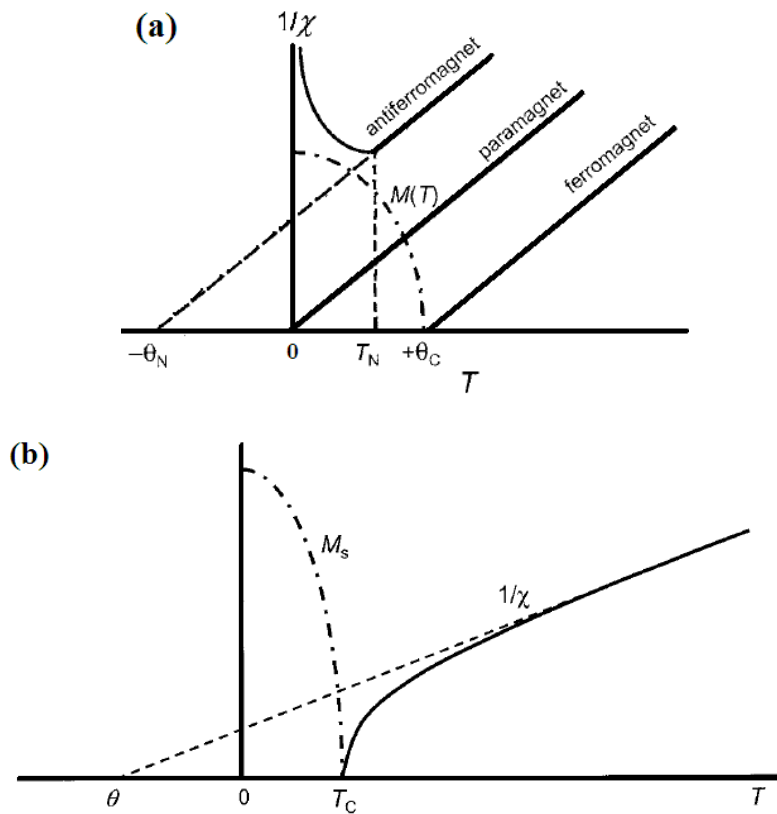 (a)
1/χ
antiferromagnet
paramagnet
ferromagnet
M(T)
−θN
0
TN
+θC
T
(b)
Ms
1/χ
θ
0
TC
T